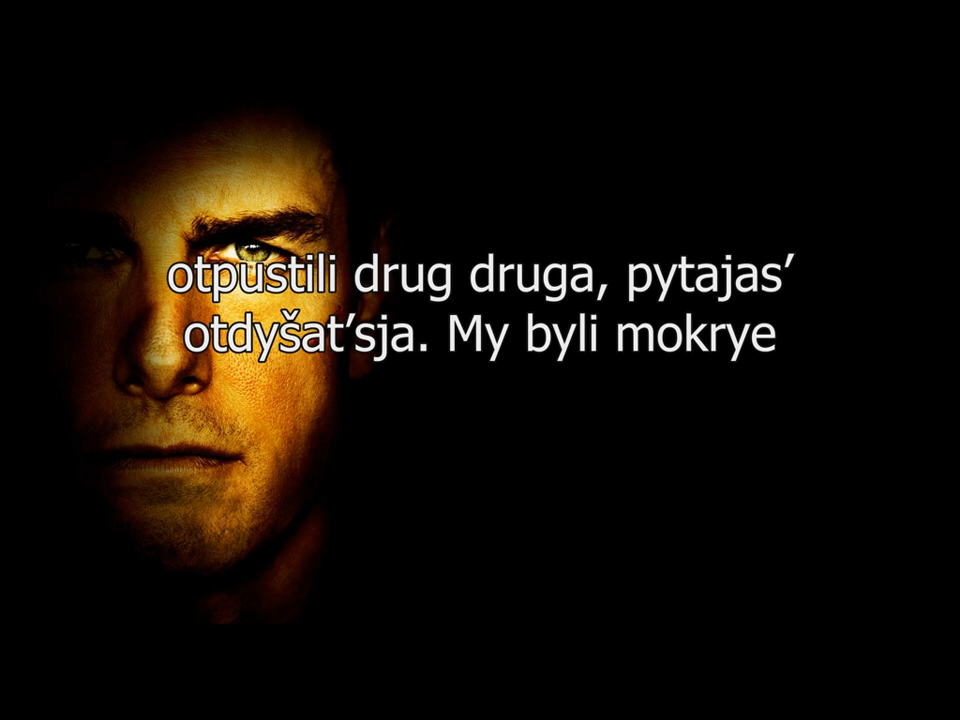 otpustili drug druga, pytajas’
otdyšat’sja. My byli mokrye